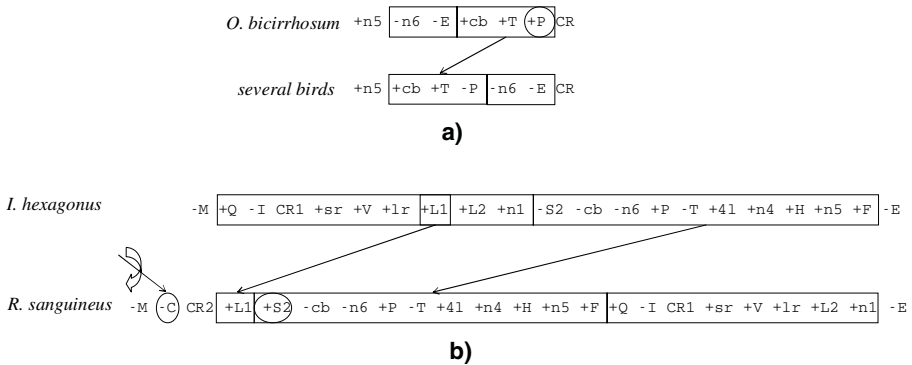 O. bicirrhosum +n5 -n6 -E +cb +T +P CR
several birds +n5 +cb +T -P -n6 -E CR
a)
I. hexagonus -M +Q -I CR1 +sr +V +lr +L1 +L2 +n1 -S2 -cb -n6 +P -T +4l +n4 +H +n5 +F -E
R. sanguineus -M -C CR2 +L1 +S2 -cb -n6 +P -T +4l +n4 +H +n5 +F +Q -I CR1 +sr +V +lr +L2 +n1 -E
b)